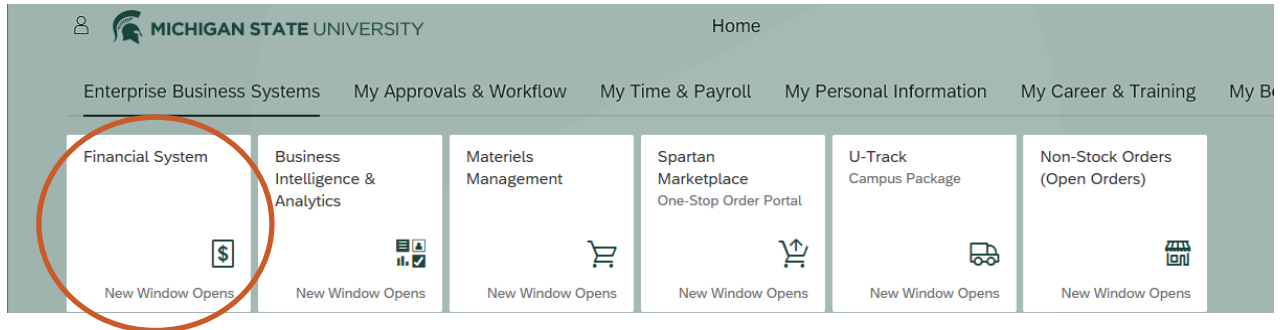 MICHIGAN STATE UNIVERSITY
Home
Enterprise Business Systems My Approvals & Workflow My Time & Payroll My Personal Information My Career & Training My Be
Financial System
New Window Opens
Business
Intelligence &
Analytics
New Window Opens
Materiels
Management
New Window Opens
Spartan
Marketplace
One-Stop Order Portal
New Window Opens
U-Track
Campus Package
New Window Opens
Non-Stock Orders
(Open Orders)
New Window Opens